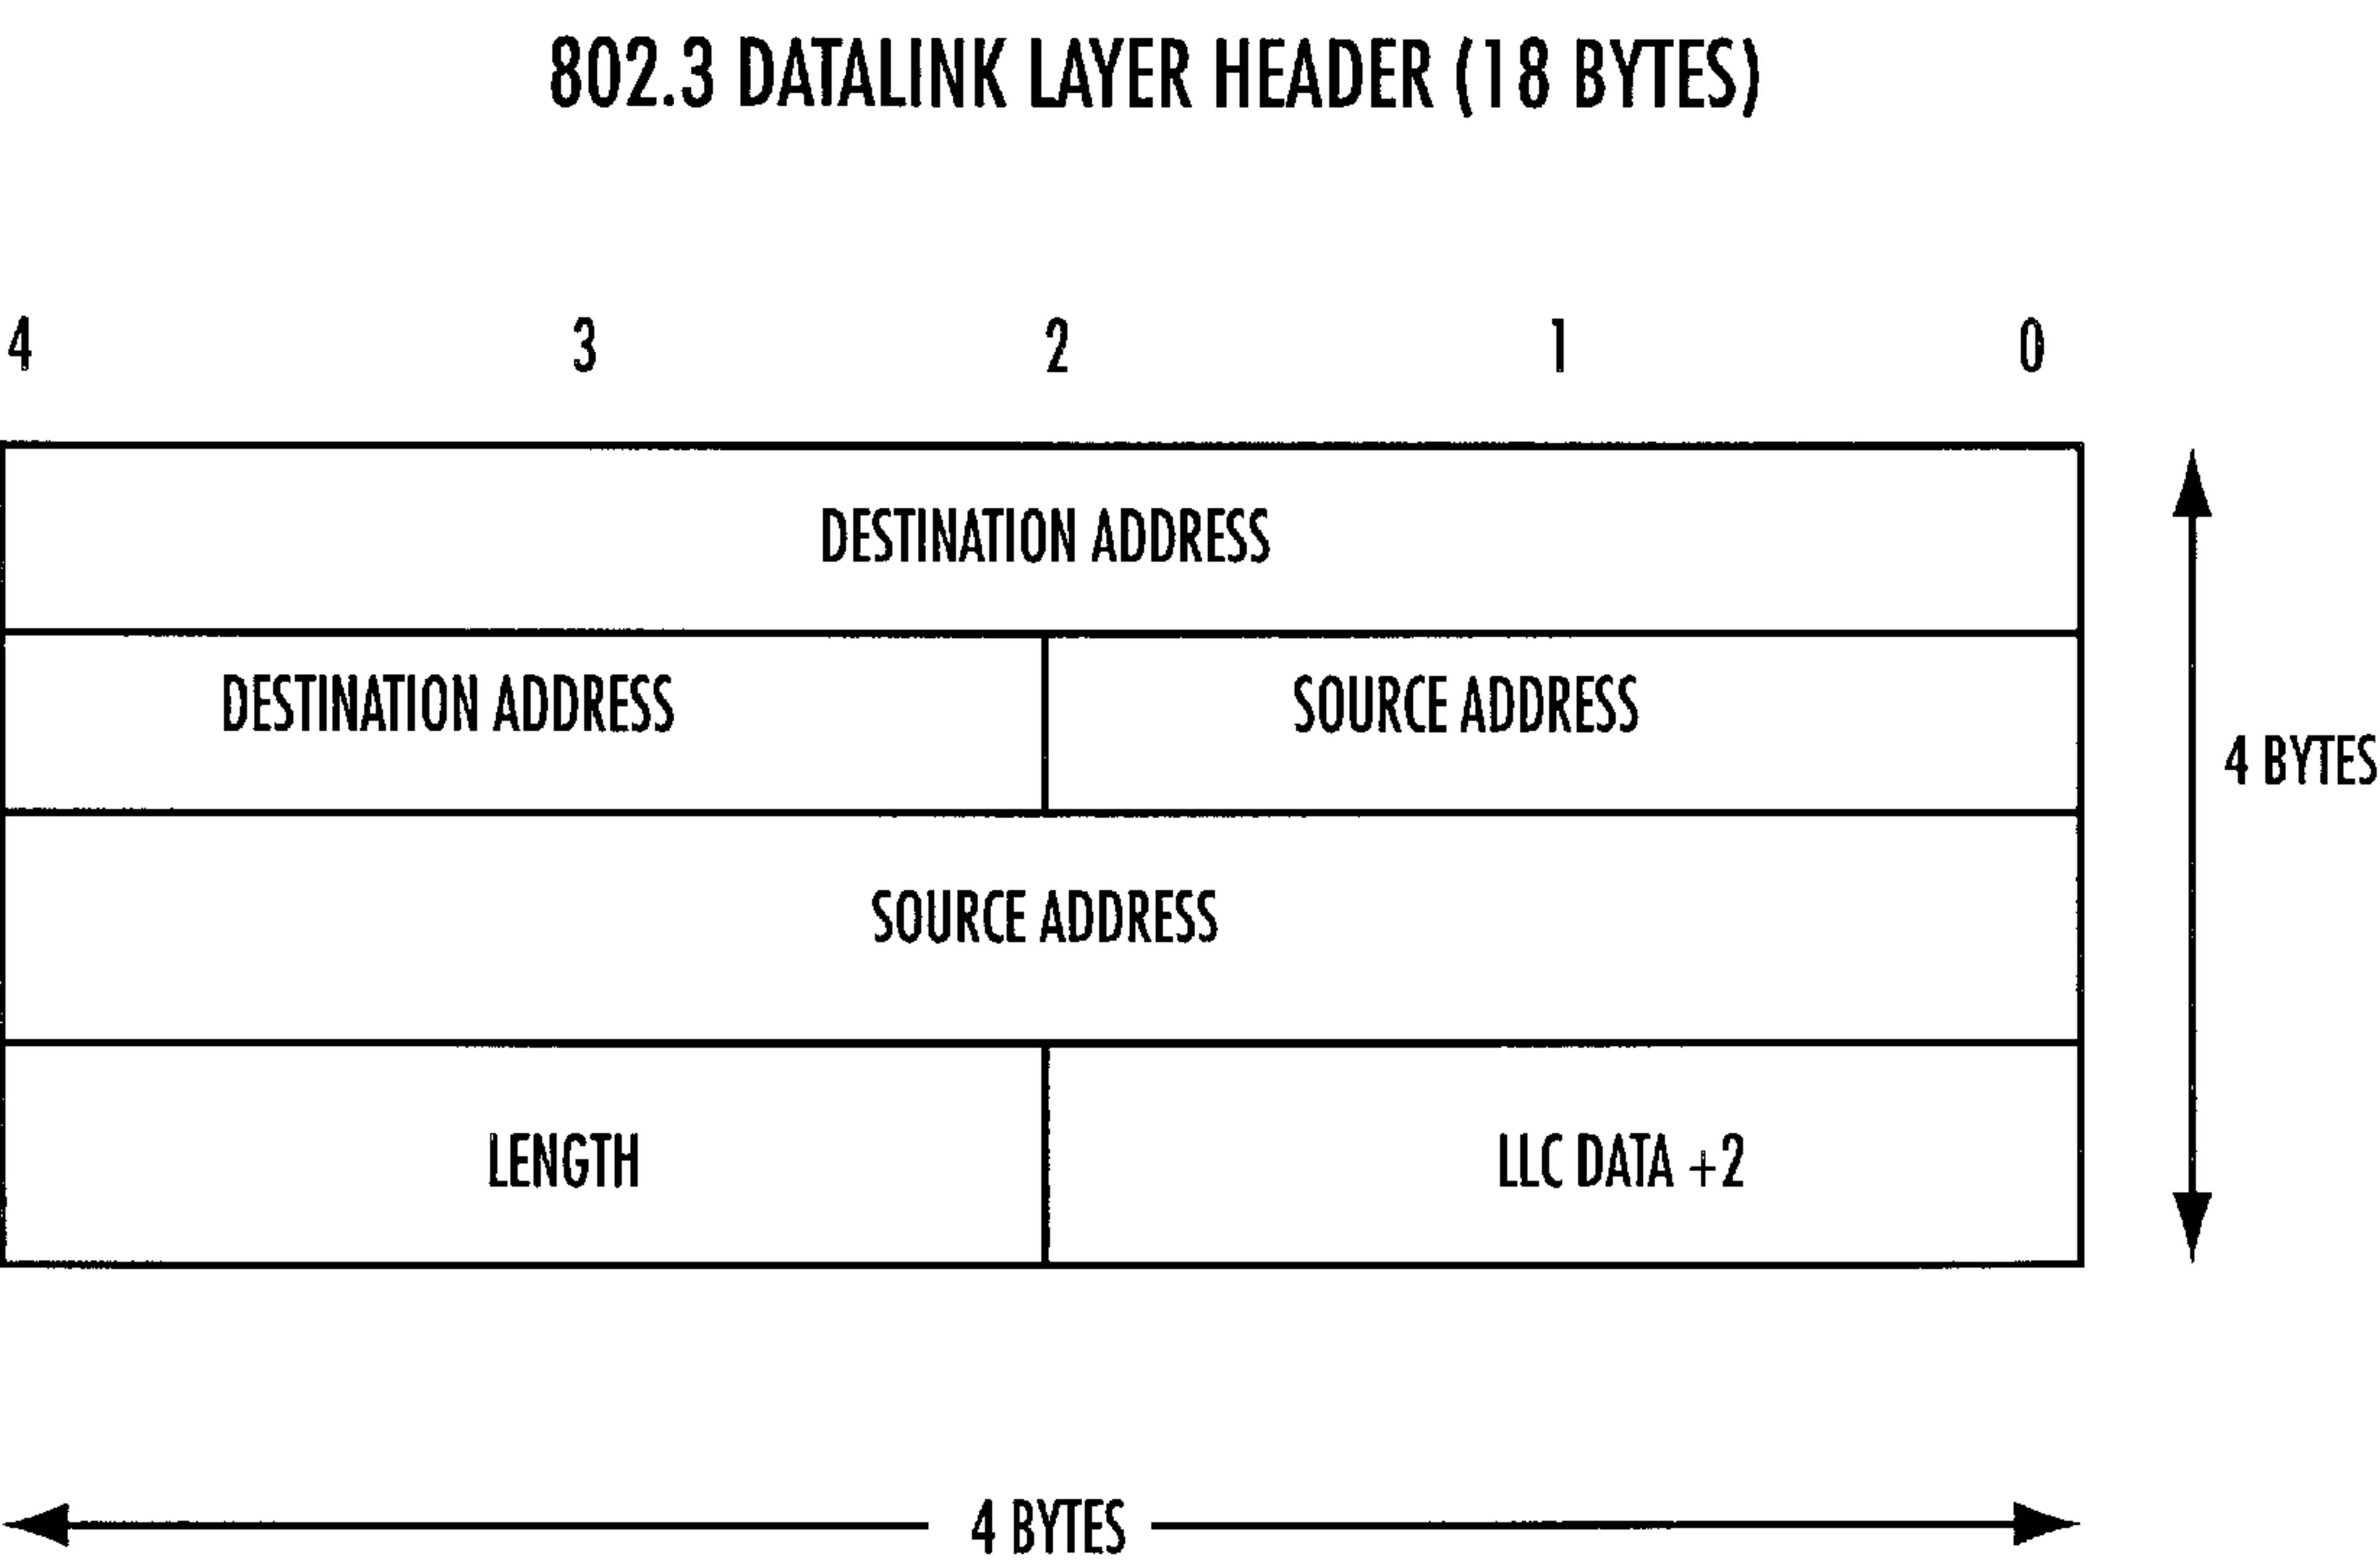 802.3 DATALINK LAYER HEADER (18 BYTES)
4 3 2 1 0
DESTINATION ADDRESS
DESTINATION ADDRESS SOURCE ADDRESS
4 BYTES
SOURCE ADDRESS
LENGTH LLC DATA +2
4 BYTES